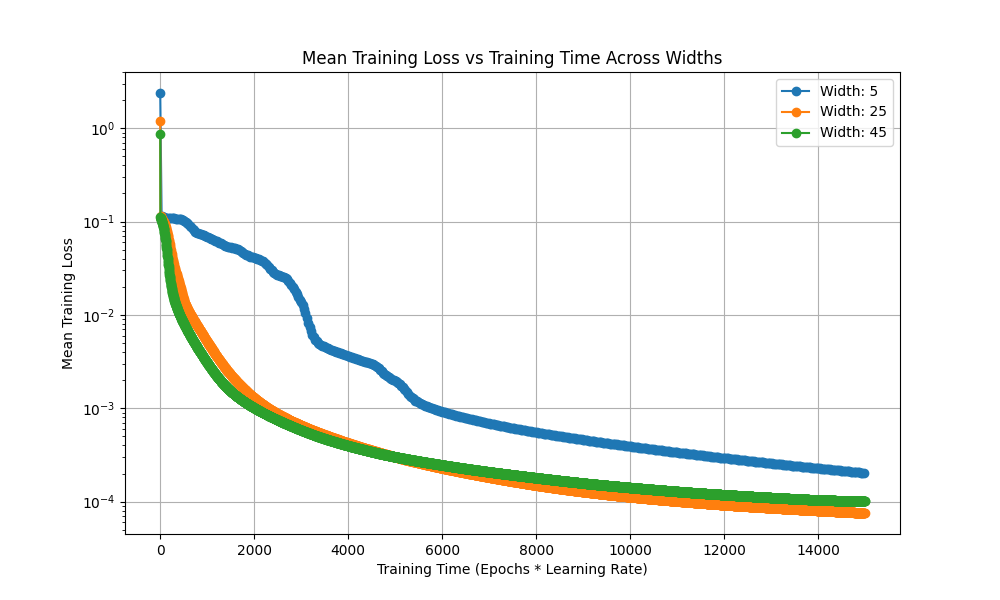 Mean Training Loss vs Training Time Across Widths
Width: 5
Width: 25
Width: 45
10^0
10^-1
10^-2
10^-3
10^-4
Mean Training Loss
0 2000 4000 6000 8000 10000 12000 14000
Training Time (Epochs * Learning Rate)